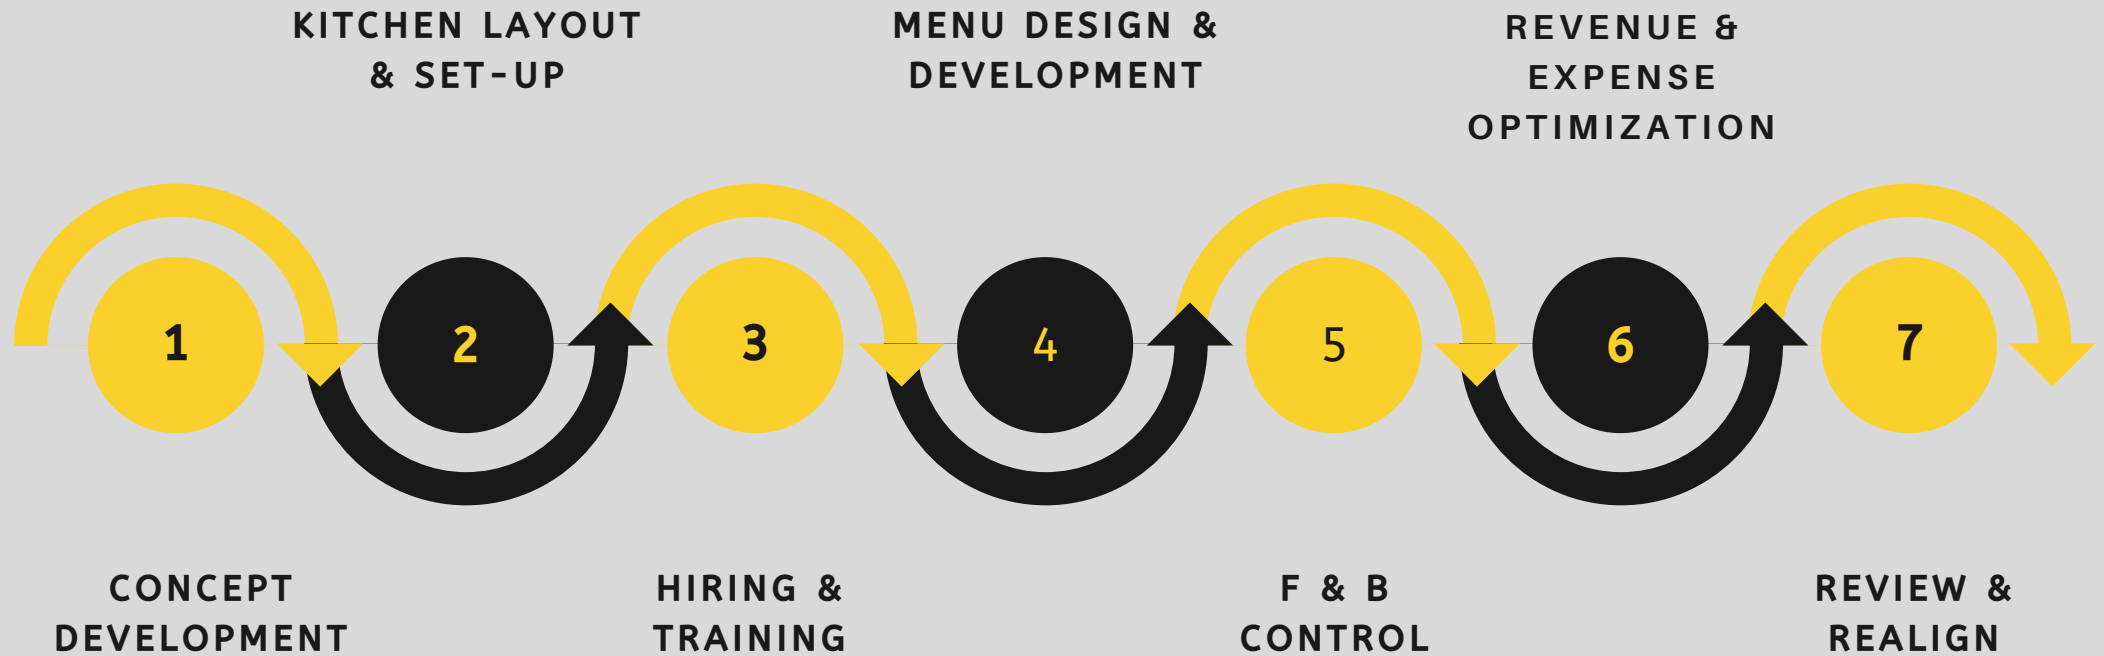 KITCHEN LAYOUT
& SET-UP
MENU DESIGN &
DEVELOPMENT
REVENUE &
EXPENSE
OPTIMIZATION
1
2
3
4
5
6
7
CONCEPT
DEVELOPMENT
HIRING &
TRAINING
F & B
CONTROL
REVIEW &
REALIGN